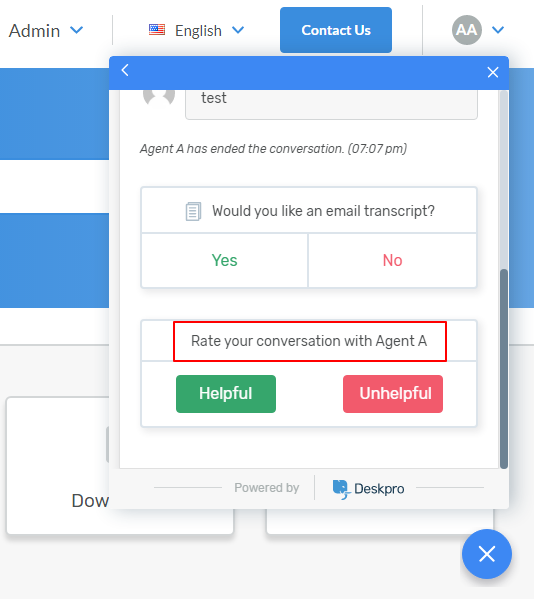 Admin
English
Contact Us
AA
test
Agent A has ended the conversation. (07:07 pm)
Would you like an email transcript?
Yes
No
Rate your conversation with Agent A
Helpful
Unhelpful
Powered by
Deskpro
Dow